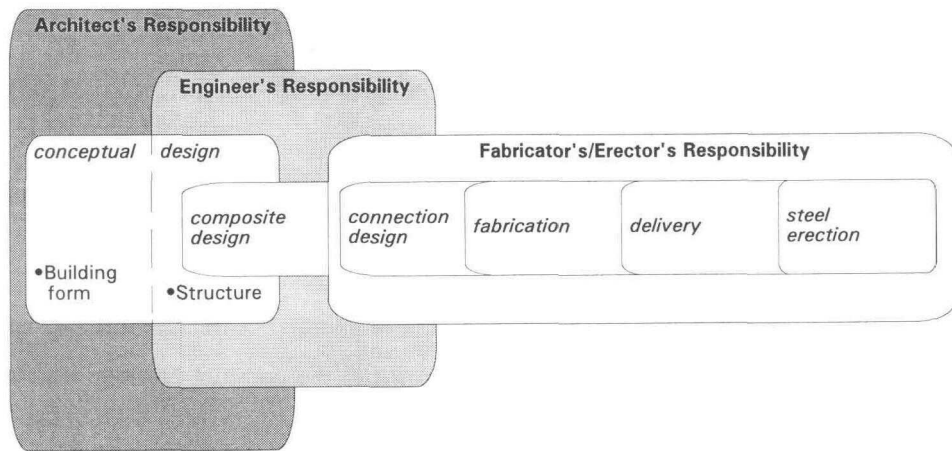 Architect's Responsibility
Engineer's Responsibility
conceptual design
Fabricator's/Erector's Responsibility
composite
design
connection
design
fabrication
delivery
steel
erection
•Building
form
•Structure